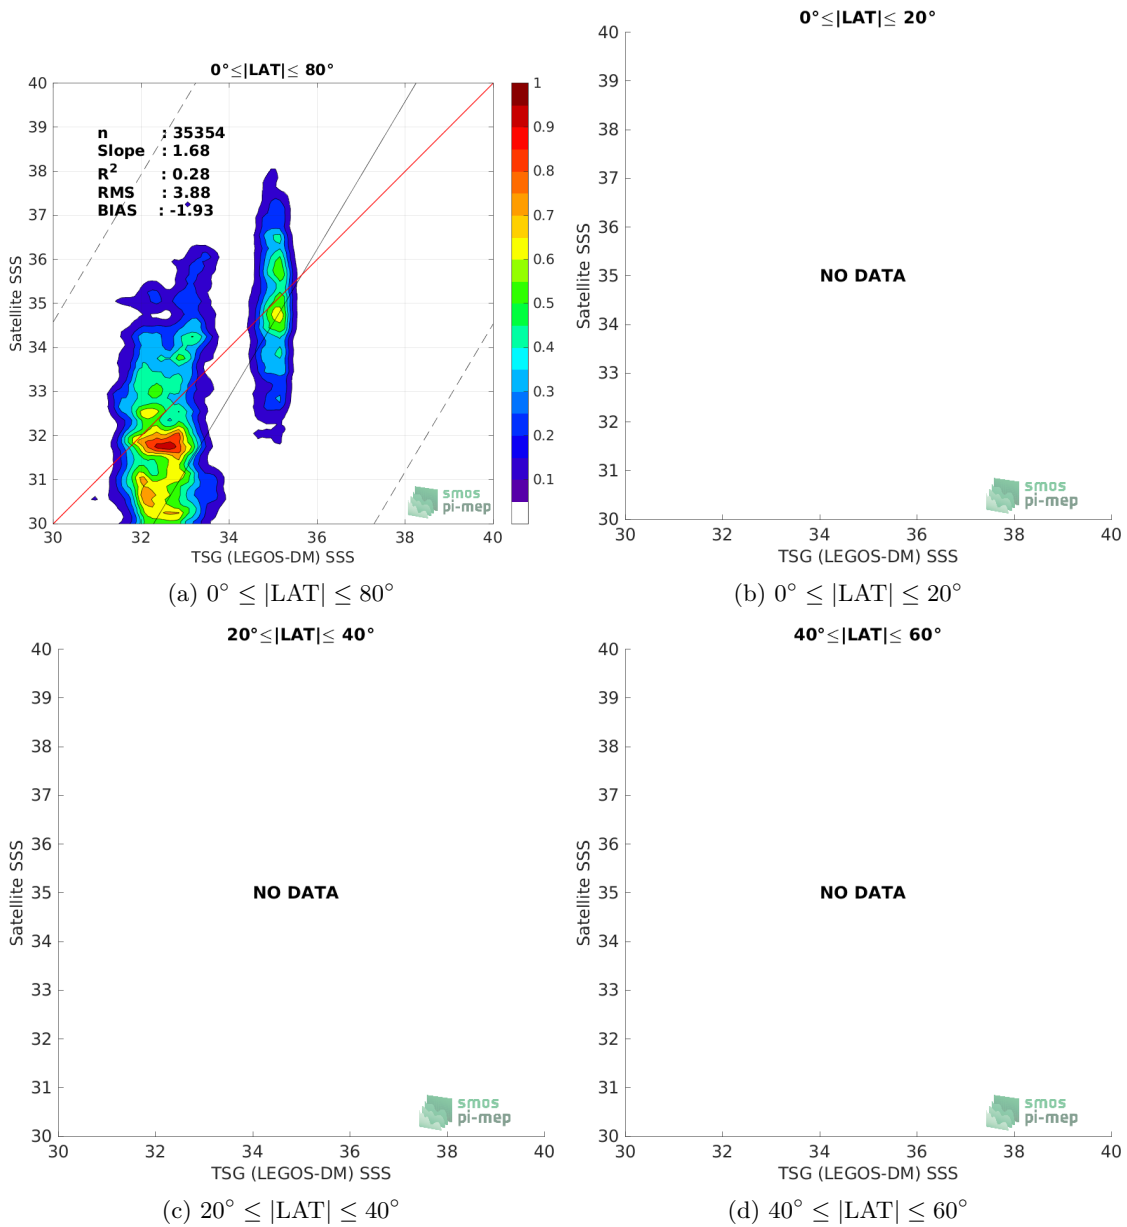 0°≤|LAT|≤ 80°
n : 35354
Slope : 1.68
R² : 0.28
RMS : 3.88
BIAS : -1.93
40
39
38
37
36
35
34
33
32
31
30
Satellite SSS
30 32 34 36 38 40
TSG (LEGOS-DM) SSS
1
0.9
0.8
0.7
0.6
0.5
0.4
0.3
0.2
0.1
smos
pi-mep
(a) 0° ≤ |LAT| ≤ 80°
0°≤|LAT|≤ 20°
40
39
38
37
36
35
34
33
32
31
30
Satellite SSS
NO DATA
smos
pi-mep
30 32 34 36 38 40
TSG (LEGOS-DM) SSS
(b) 0° ≤ |LAT| ≤ 20°
20°≤|LAT|≤ 40°
40
39
38
37
36
35
34
33
32
31
30
Satellite SSS
NO DATA
smos
pi-mep
30 32 34 36 38 40
TSG (LEGOS-DM) SSS
(c) 20° ≤ |LAT| ≤ 40°
40°≤|LAT|≤ 60°
40
39
38
37
36
35
34
33
32
31
30
Satellite SSS
NO DATA
smos
pi-mep
30 32 34 36 38 40
TSG (LEGOS-DM) SSS
(d) 40° ≤ |LAT| ≤ 60°